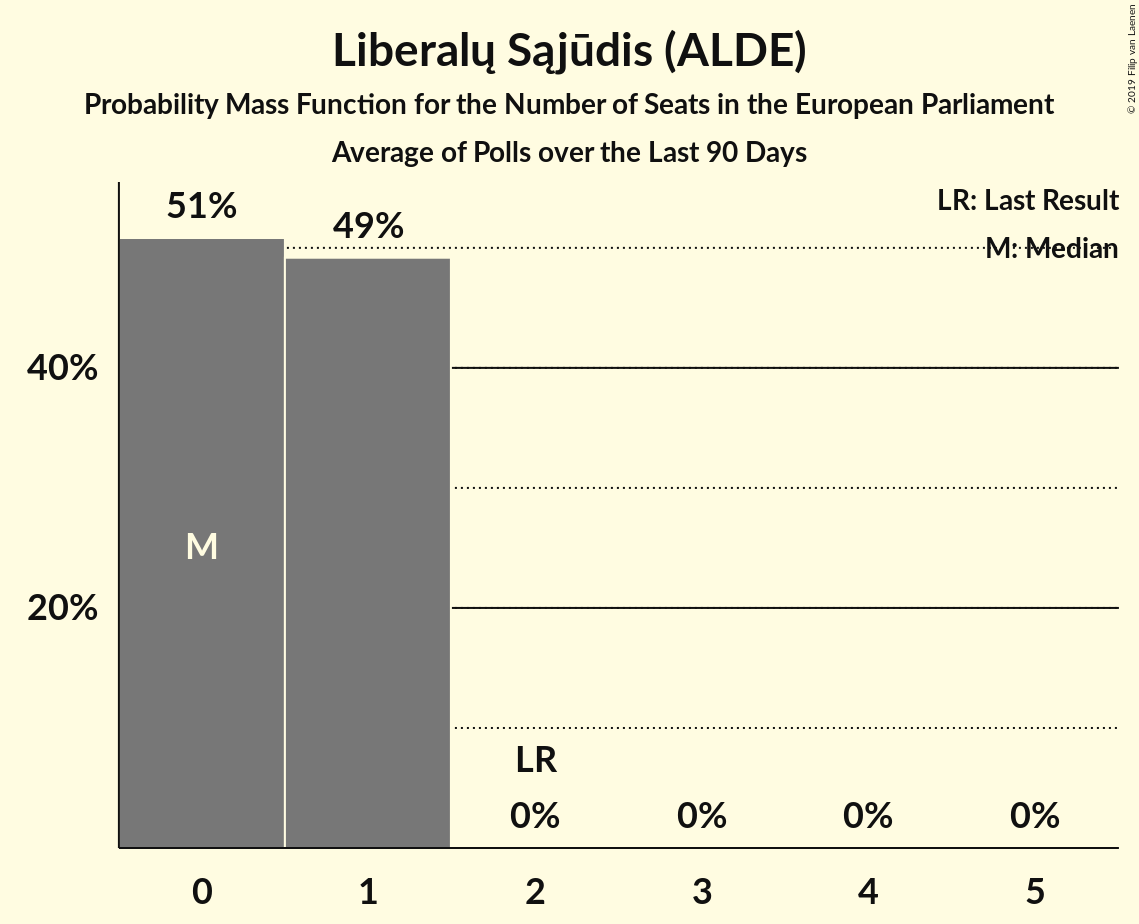 Liberalų Sąjūdis (ALDE)
Probability Mass Function for the Number of Seats in the European Parliament
Average of Polls over the Last 90 Days
© 2019 Filip van Laenen
LR: Last Result
M: Median
51%
49%
40%
20%
M
LR
0%
0%
0%
0%
0
1
2
3
4
5